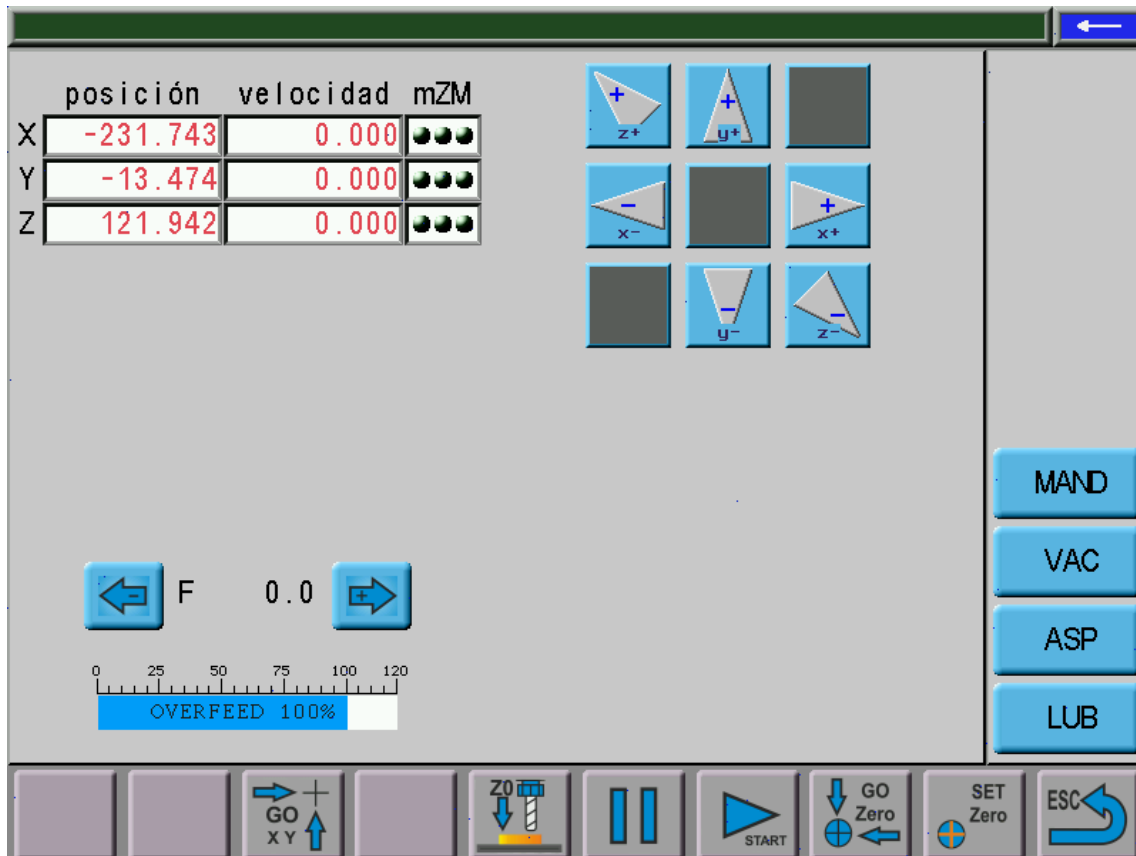 posición velocidad mZM
X -231.743 0.000
Y -13.474 0.000
Z 121.942 0.000
+ z+
+ y+
- x-
+ x+
- y-
- z-
MAND
VAC
ASP
LUB
- F 0.0 +
0 25 50 75 100 120
OVERFEED 100%
GO
X Y
Z0
START
GO
Zero
SET
Zero
ESC